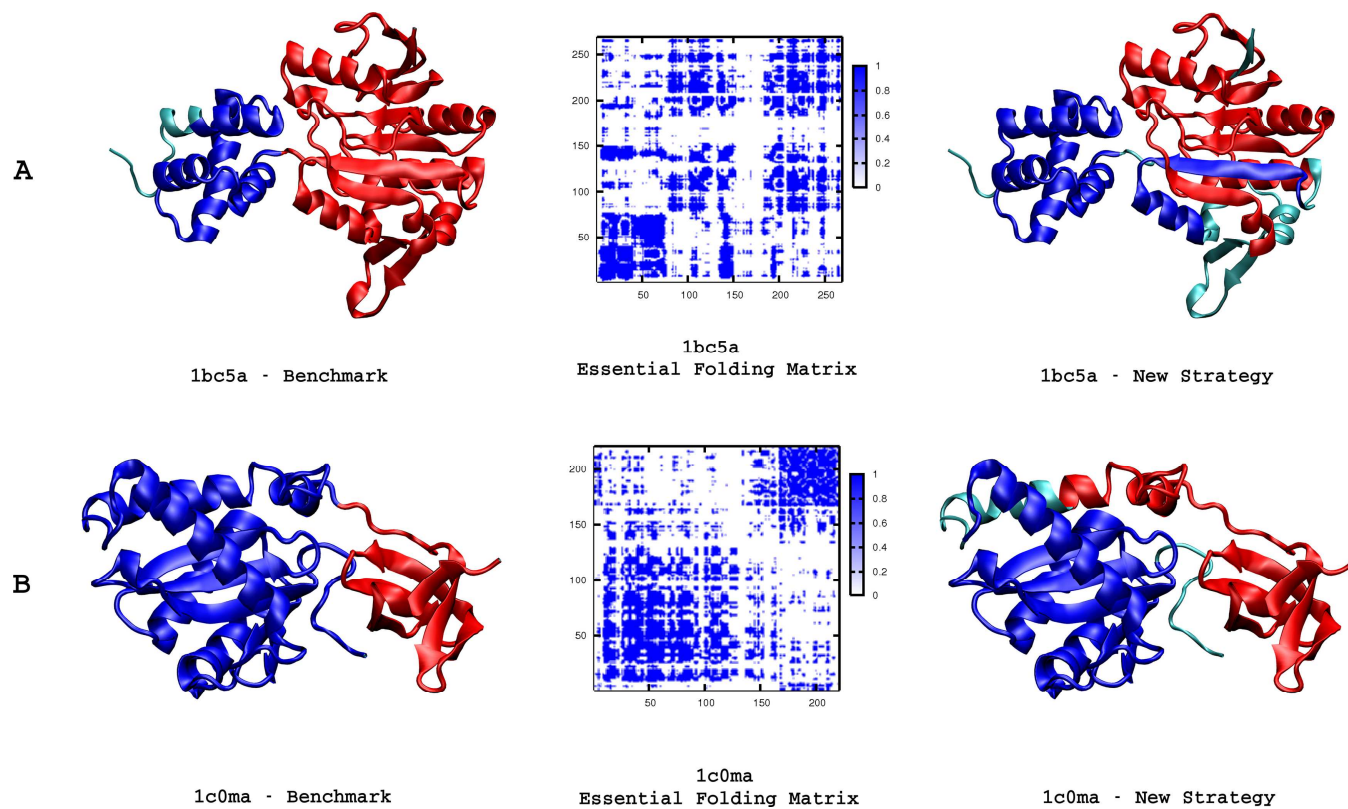 A
250
200
150
100
50
50 100 150 200 250
1
0.8
0.6
0.4
0.2
0
1bc5a - Benchmark
1bc5a
Essential Folding Matrix
1bc5a - New Strategy
B
200
150
100
50
50 100 150 200
1
0.8
0.6
0.4
0.2
0
1c0ma - Benchmark
1c0ma
Essential Folding Matrix
1c0ma - New Strategy